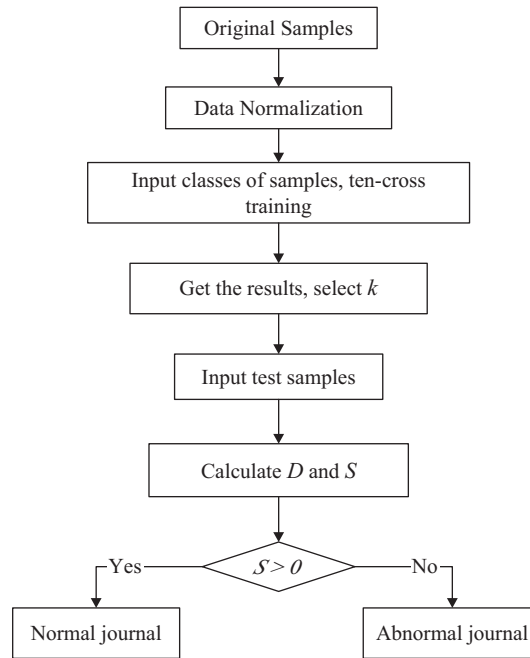 Original Samples
Data Normalization
Input classes of samples, ten-cross
training
Get the results, select k
Input test samples
Calculate D and S
Yes
S > 0
No
Normal journal
Abnormal journal